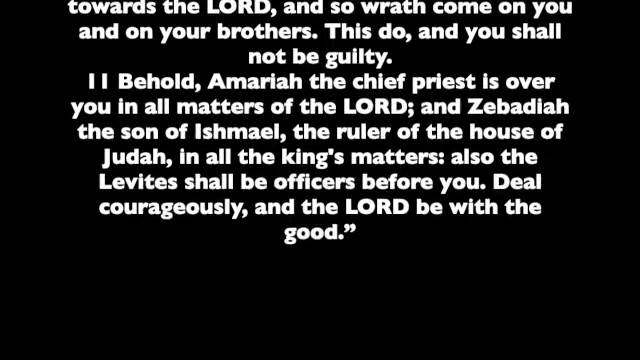 towards the LORD, and so wrath come on you
and on your brothers. This do, and you shall
not be guilty.
11 Behold, Amariah the chief priest is over
you in all matters of the LORD; and Zebadiah
the son of Ishmael, the ruler of the house of
Judah, in all the king's matters: also the
Levites shall be officers before you. Deal
courageously, and the LORD be with the
good.”